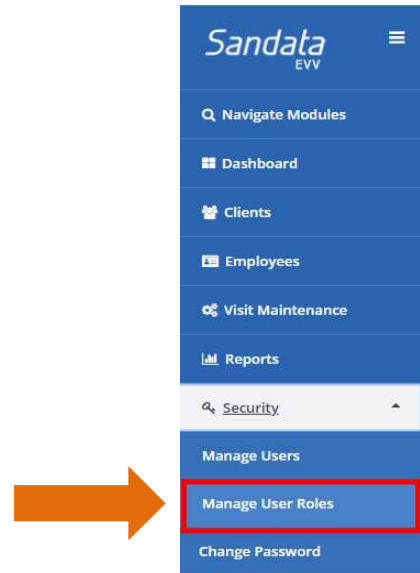 Sandata
EVV
Navigate Modules
Dashboard
Clients
Employees
Visit Maintenance
Reports
Security
Manage Users
Manage User Roles
Change Password